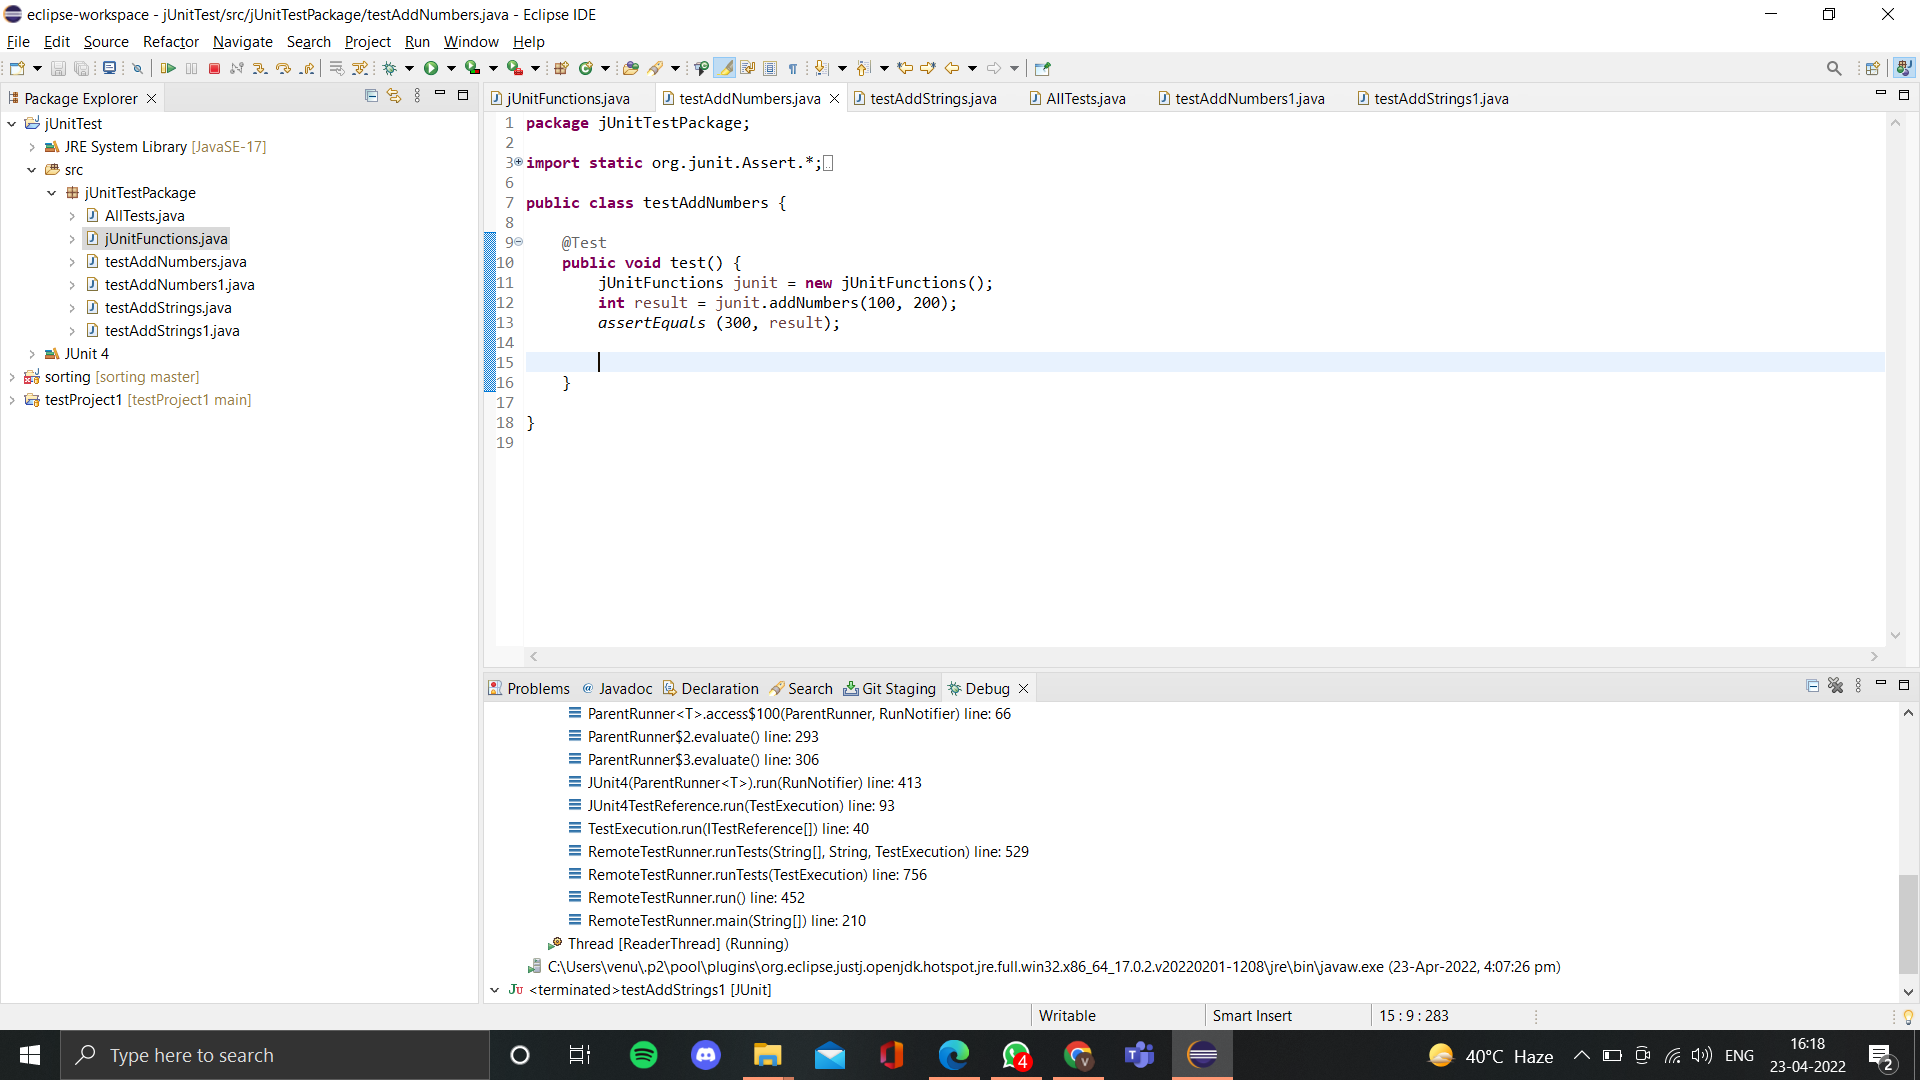 eclipse-workspace - jUnitTest/src/jUnitTestPackage/testAddNumbers.java - Eclipse IDE
File Edit Source Refactor Navigate Search Project Run Window Help
Package Explorer
jUnitTest
JRE System Library [JavaSE-17]
src
jUnitTestPackage
AllTests.java
jUnitFunctions.java
testAddNumbers.java
testAddNumbers1.java
testAddStrings.java
testAddStrings1.java
JUnit 4
sorting [sorting master]
testProject1 [testProject1 main]
jUnitFunctions.java testAddNumbers.java testAddStrings.java AllTests.java testAddNumbers1.java testAddStrings1.java
1 package jUnitTestPackage;
2
3 import static org.junit.Assert.*;
6
7 public class testAddNumbers {
8
9 @Test
10 public void test() {
11 jUnitFunctions junit = new jUnitFunctions();
12 int result = junit.addNumbers(100, 200);
13 assertEquals (300, result);
14
15
16 }
17
18 }
19
Problems @ Javadoc Declaration Search Git Staging Debug
ParentRunner<T>.access$100(ParentRunner, RunNotifier) line: 66
ParentRunner$2.evaluate() line: 293
ParentRunner$3.evaluate() line: 306
JUnit4(ParentRunner<T>).run(RunNotifier) line: 413
JUnit4TestReference.run(TestExecution) line: 93
TestExecution.run(ITestReference[]) line: 40
RemoteTestRunner.runTests(String[], String, TestExecution) line: 529
RemoteTestRunner.runTests(TestExecution) line: 756
RemoteTestRunner.run() line: 452
RemoteTestRunner.main(String[]) line: 210
Thread [ReaderThread] (Running)
C:\Users\venu\.p2\pool\plugins\org.eclipse.justj.openjdk.hotspot.jre.full.win32.x86_64_17.0.2.v20220201-1208\jre\bin\javaw.exe (23-Apr-2022, 4:07:26 pm)
Ju <terminated>testAddStrings1 [JUnit]
Writable Smart Insert 15 : 9 : 283
Type here to search
4
V
40°C Haze
ENG
16:18
23-04-2022
2